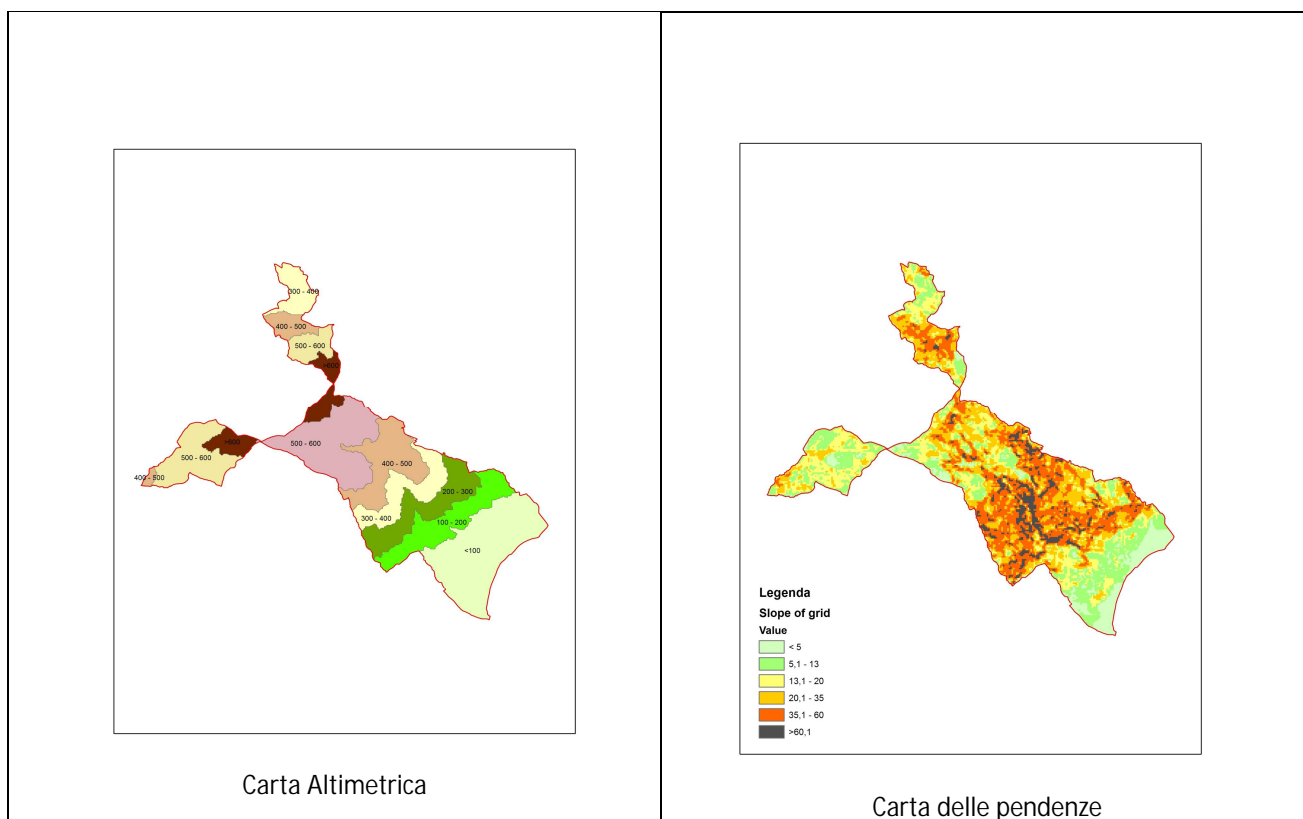 300 - 400
400 - 500
500 - 600
>600
500 - 600
>600
500 - 600
400 - 500
400 - 500
200 - 300
300 - 400
100 - 200
<100
Carta Altimetrica
Legenda
Slope of grid
Value
< 5
5,1 - 13
13,1 - 20
20,1 - 35
35,1 - 60
>60,1
Carta delle pendenze